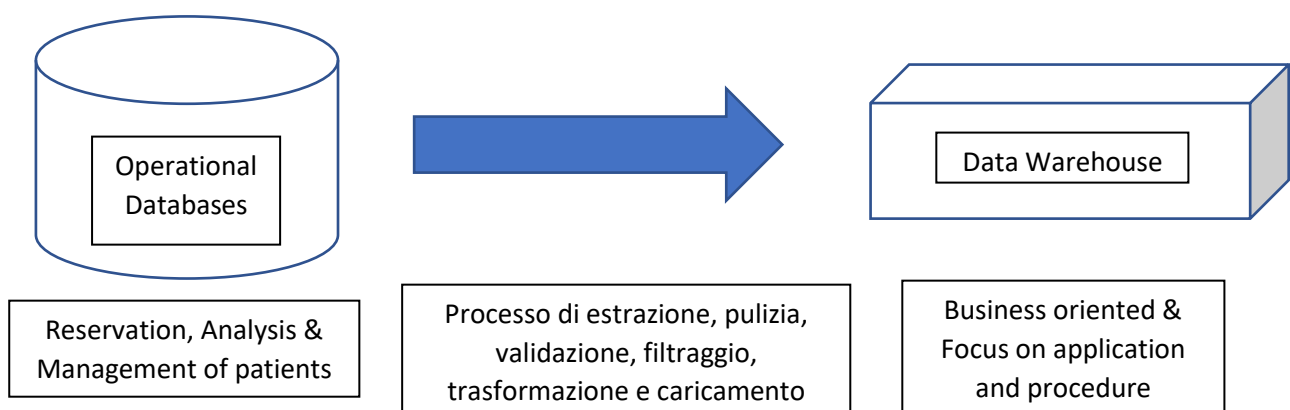 Operational
Databases
Data Warehouse
Reservation, Analysis &
Management of patients
Processo di estrazione, pulizia,
validazione, filtraggio,
trasformazione e caricamento
Business oriented &
Focus on application
and procedure